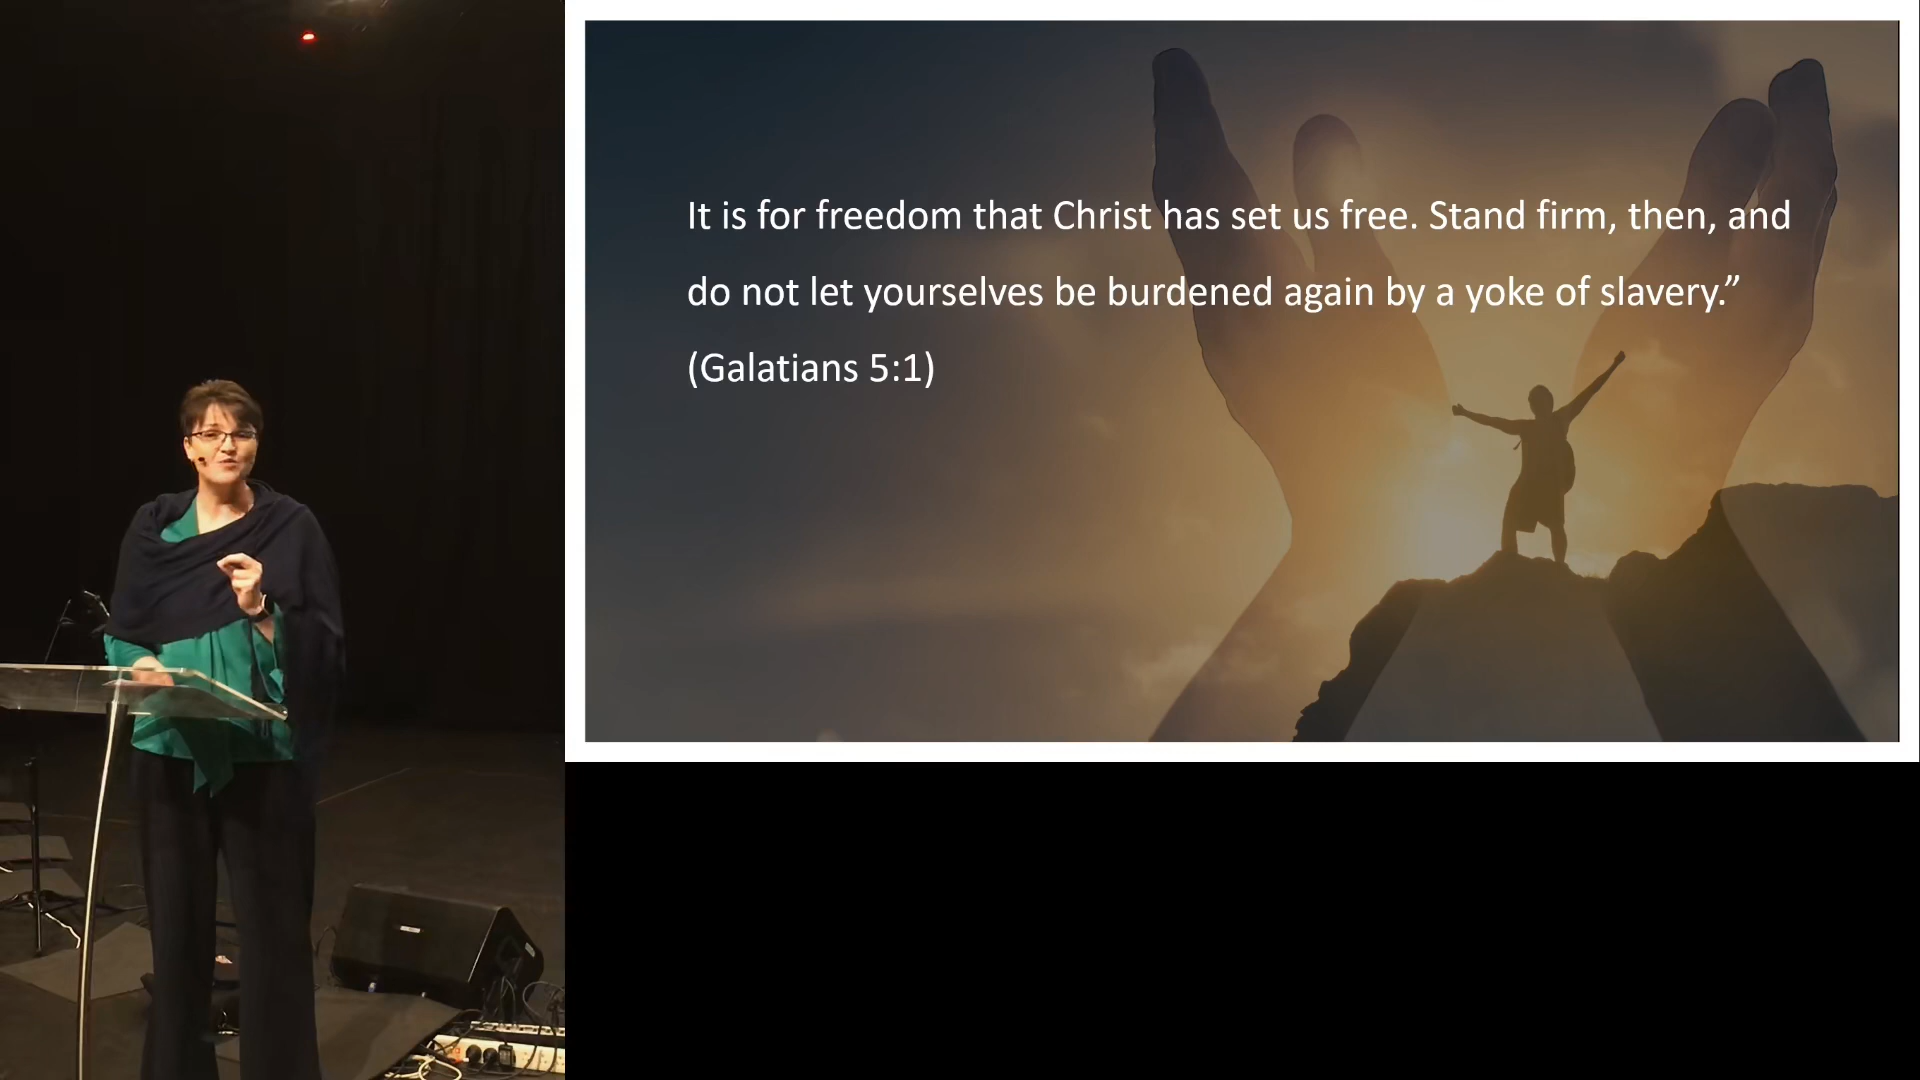 It is for freedom that Christ has set us free. Stand firm, then, and
do not let yourselves be burdened again by a yoke of slavery.”
(Galatians 5:1)